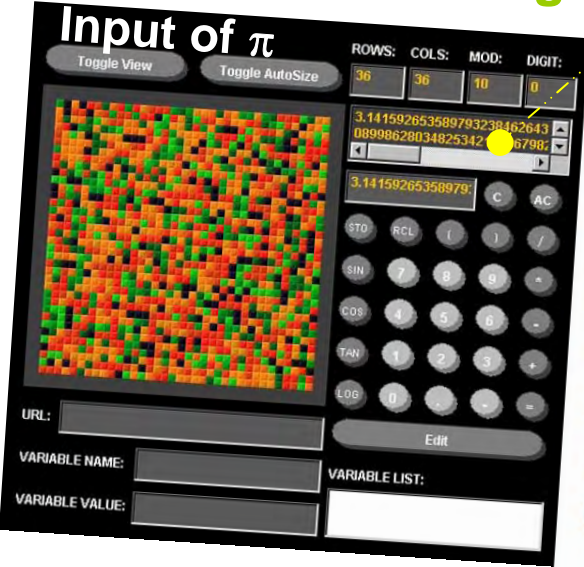 Input of π
Toggle View
Toggle AutoSize
ROWS: COLS: MOD: DIGIT:
36 36 10 0
3.141592653589793238462643
3.14159265358979
C AC
STO RCL ( ) /
SIN 7 8 9 *
COS 4 5 6 -
TAN 1 2 3 +
LOG 0 . - =
Edit
URL:
VARIABLE NAME:
VARIABLE VALUE:
VARIABLE LIST: